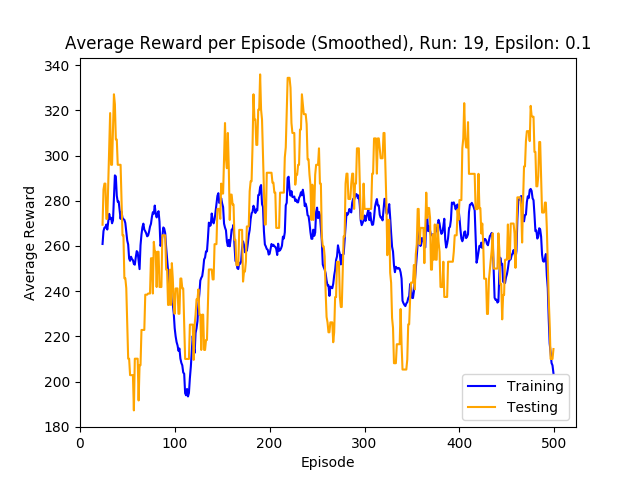 Average Reward per Episode (Smoothed), Run: 19, Epsilon: 0.1
340
320
300
280
260
240
220
200
180
Average Reward
0 100 200 300 400 500
Episode
Training
Testing